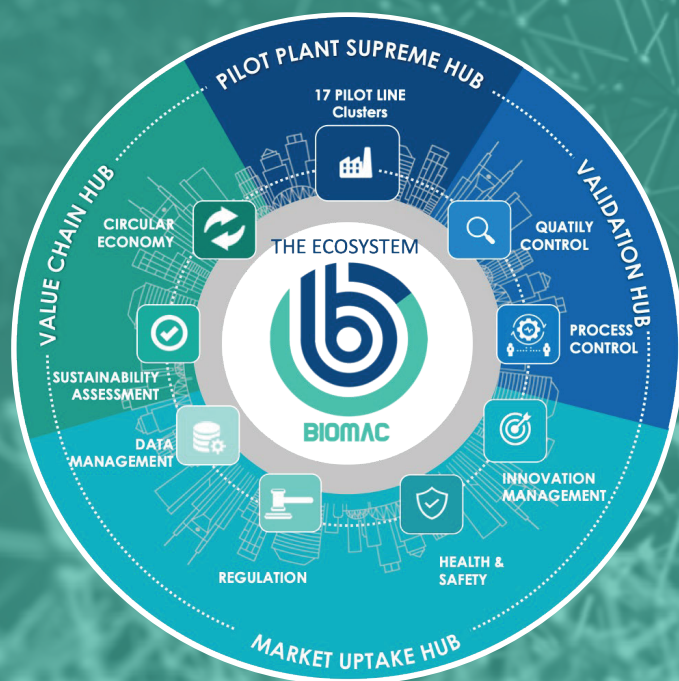 PILOT PLANT SUPREME HUB
17 PILOT LINE
Clusters
VALIDATION HUB
QUATILY
CONTROL
PROCESS
CONTROL
INNOVATION
MANAGEMENT
HEALTH &
SAFETY
MARKET UPTAKE HUB
REGULATION
DATA
MANAGEMENT
VALUE CHAIN HUB
SUSTAINABILITY
ASSESSMENT
CIRCULAR
ECONOMY
THE ECOSYSTEM
BIOMAC